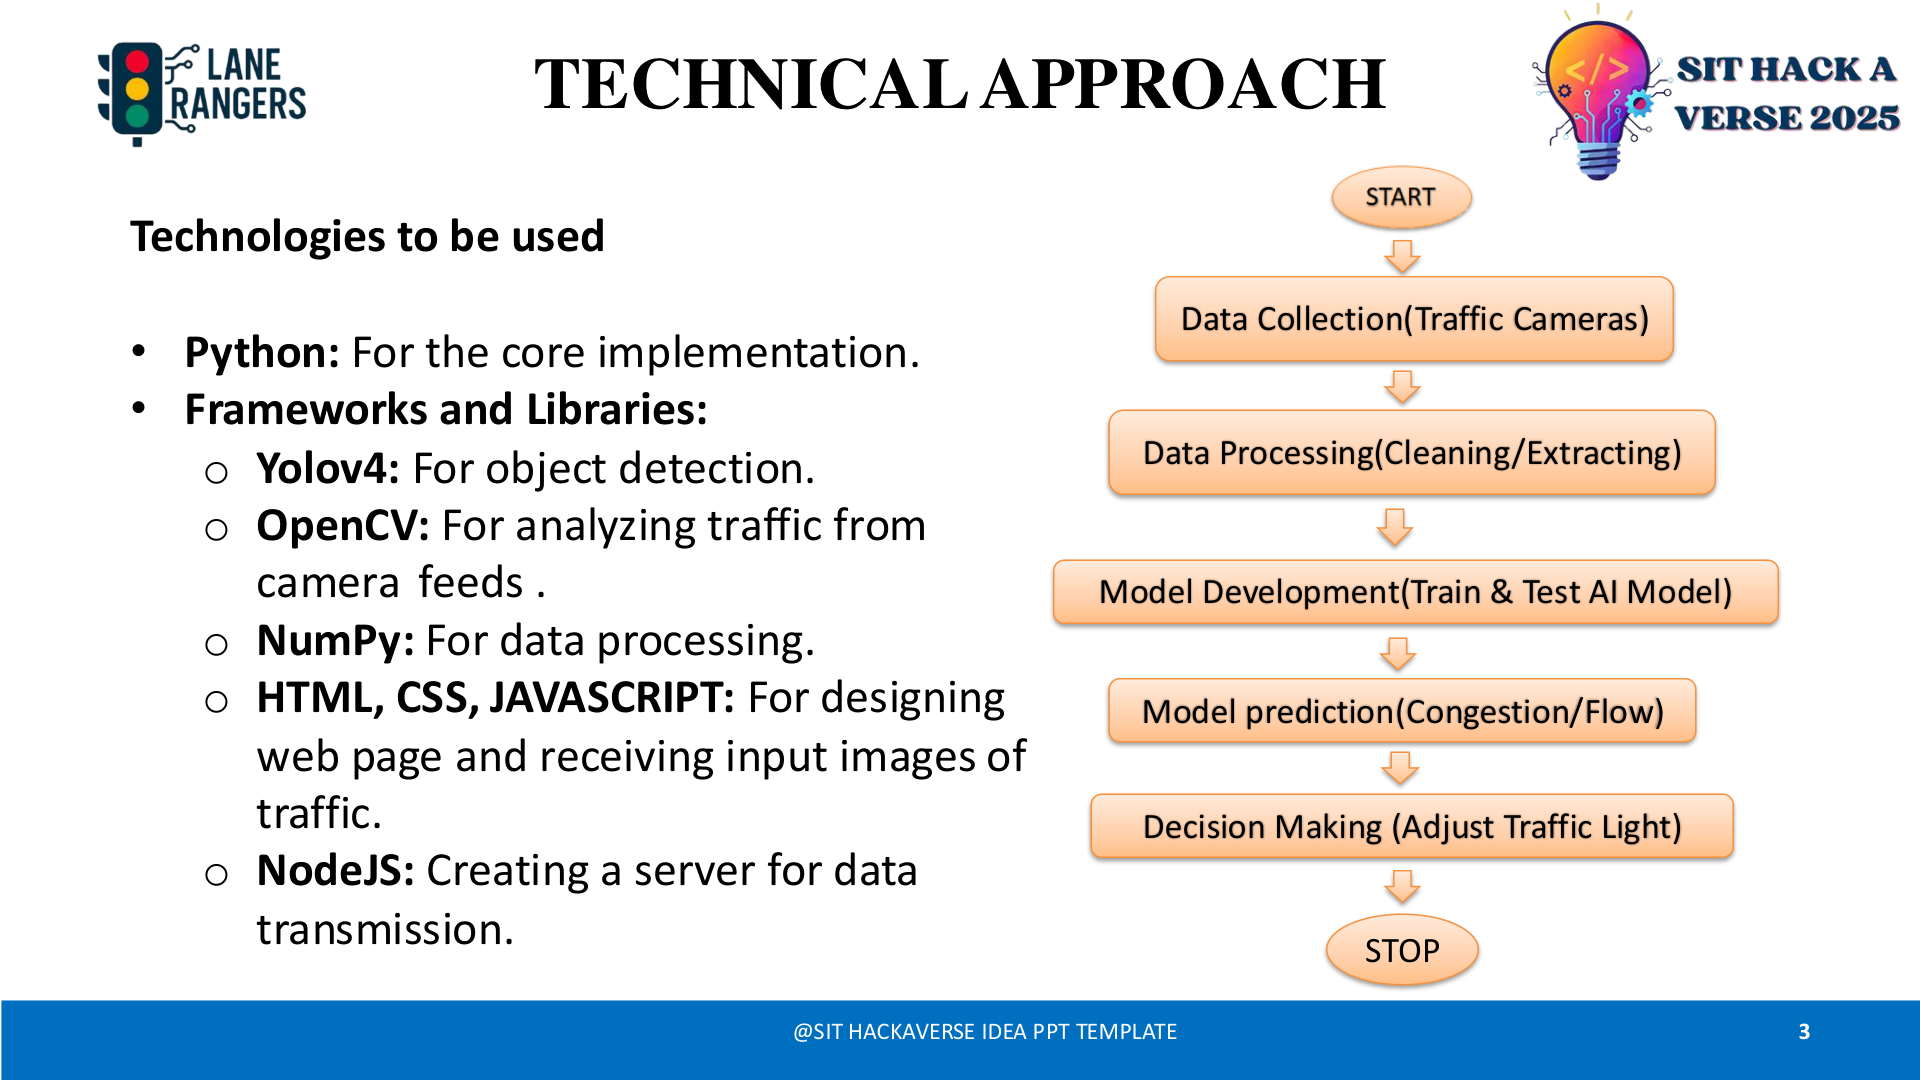 LANE
RANGERS
TECHNICAL APPROACH
</>
SIT HACK A
VERSE 2025
Technologies to be used
• Python: For the core implementation.
• Frameworks and Libraries:
o Yolov4: For object detection.
o OpenCV: For analyzing traffic from
camera feeds .
o NumPy: For data processing.
o HTML, CSS, JAVASCRIPT: For designing
web page and receiving input images of
traffic.
o NodeJS: Creating a server for data
transmission.
START
Data Collection(Traffic Cameras)
Data Processing(Cleaning/Extracting)
Model Development(Train & Test AI Model)
Model prediction(Congestion/Flow)
Decision Making (Adjust Traffic Light)
STOP
@SIT HACKAVERSE IDEA PPT TEMPLATE
3